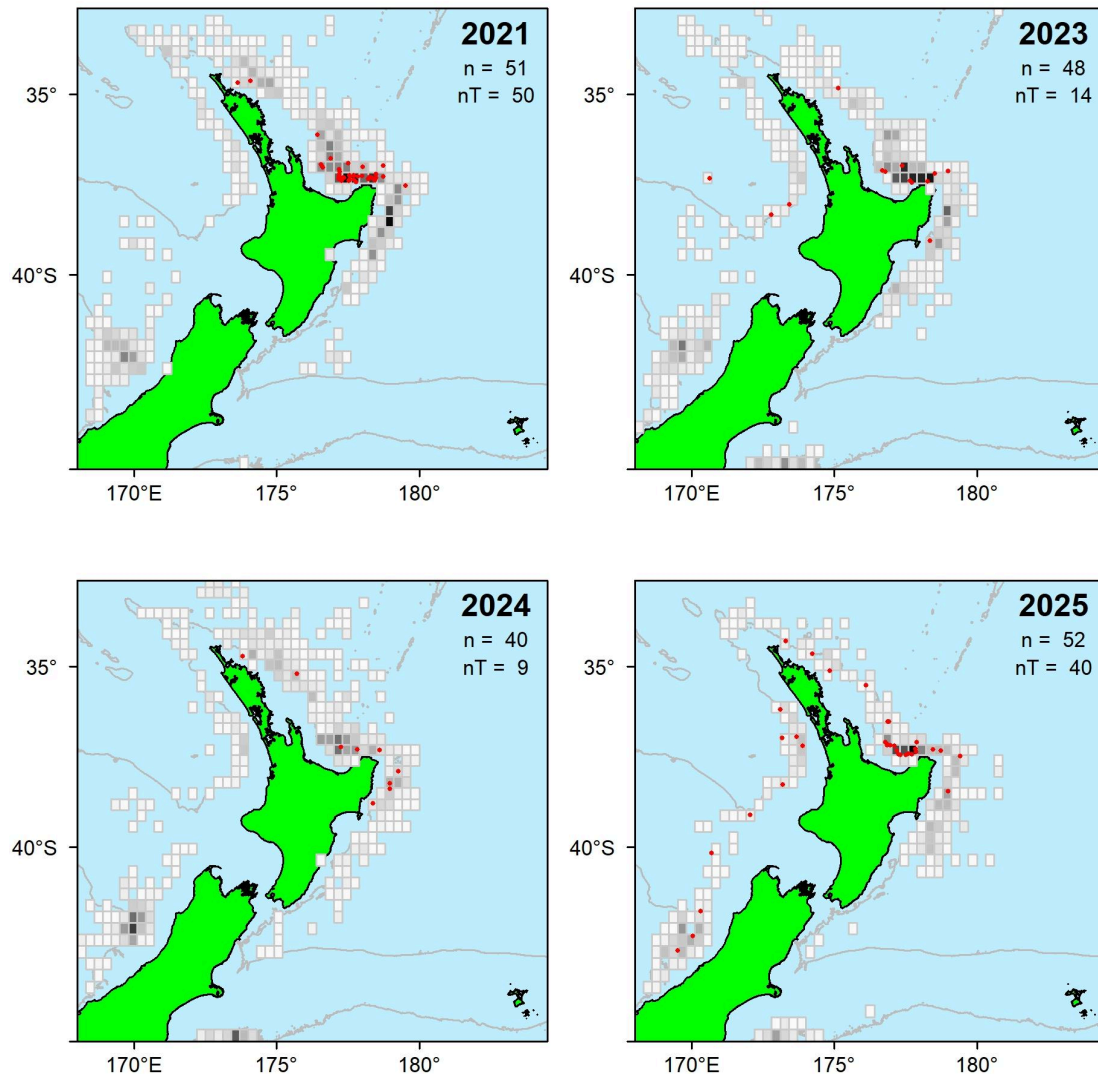 2021
n = 51
nT = 50
35°
40°S
170°E
175°
180°
2023
n = 48
nT = 14
35°
40°S
170°E
175°
180°
2024
n = 40
nT = 9
35°
40°S
170°E
175°
180°
2025
n = 52
nT = 40
35°
40°S
170°E
175°
180°